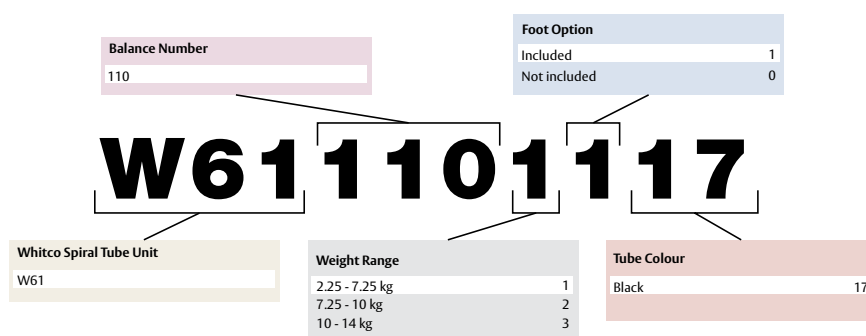 Balance Number
110
Foot Option
Included 1
Not included 0
W611101117
Whitco Spiral Tube Unit
W61
Weight Range
2.25 - 7.25 kg 1
7.25 - 10 kg 2
10 - 14 kg 3
Tube Colour
Black 17